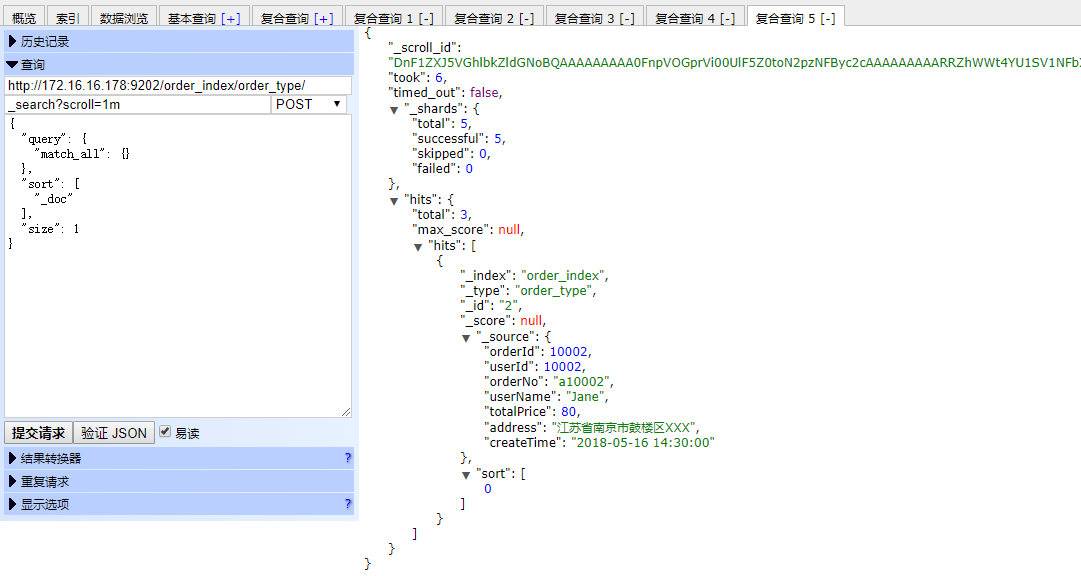 概览 索引 数据浏览 基本查询 [+] 复合查询 [+] 复合查询 1 [-] 复合查询 2 [-] 复合查询 3 [-] 复合查询 4 [-] 复合查询 5 [-]
历史记录
查询
http://172.16.16.178:9202/order_index/order_type/
_search?scroll=1m POST
{
"query": {
"match_all": {}
},
"sort": [
"_doc"
],
"size": 1
}
提交请求 验证 JSON 易读
结果转换器 ?
重复请求
显示选项 ?
{
"_scroll_id":
"took": 6,
"timed_out": false,
"_shards": {
"total": 5,
"successful": 5,
"skipped": 0,
"failed": 0
},
"hits": {
"total": 3,
"max_score": null,
"hits": [
{
"_index": "order_index",
"_type": "order_type",
"_id": "2",
"_score": null,
"_source": {
"orderId": 10002,
"userId": 10002,
"orderNo": "a10002",
"userName": "Jane",
"totalPrice": 80,
"address": "江苏省南京市鼓楼区XXX",
"createTime": "2018-05-16 14:30:00"
},
"sort": [
0
]
}
]
}
}